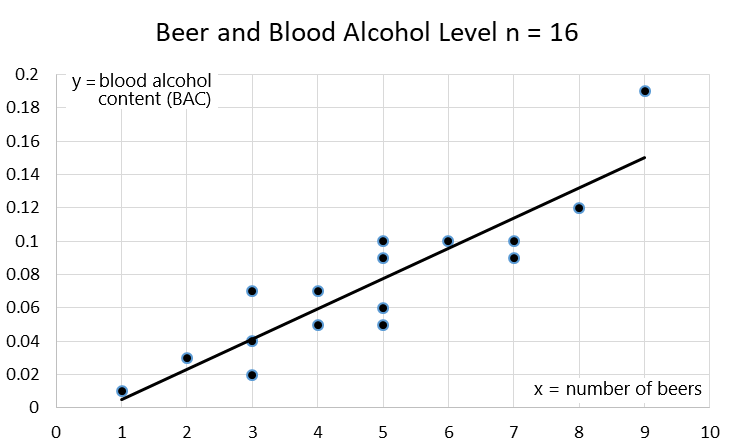 Beer and Blood Alcohol Level n = 16
y = blood alcohol
content (BAC)
0.2
0.18
0.16
0.14
0.12
0.1
0.08
0.06
0.04
0.02
0
x = number of beers
0 1 2 3 4 5 6 7 8 9 10